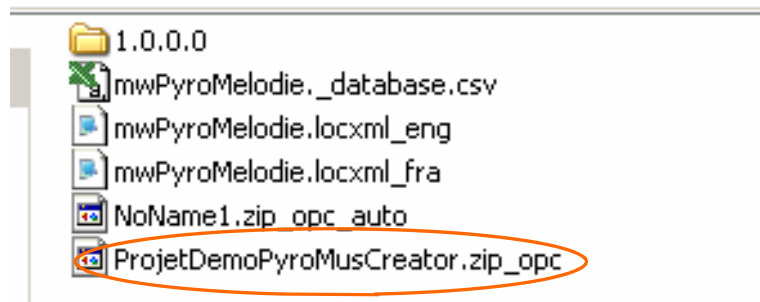 1.0.0.0
mwPyroMelodie._database.csv
mwPyroMelodie.locxml_eng
mwPyroMelodie.locxml_fra
NoName1.zip_opc_auto
ProjetDemoPyroMusCreator.zip_opc